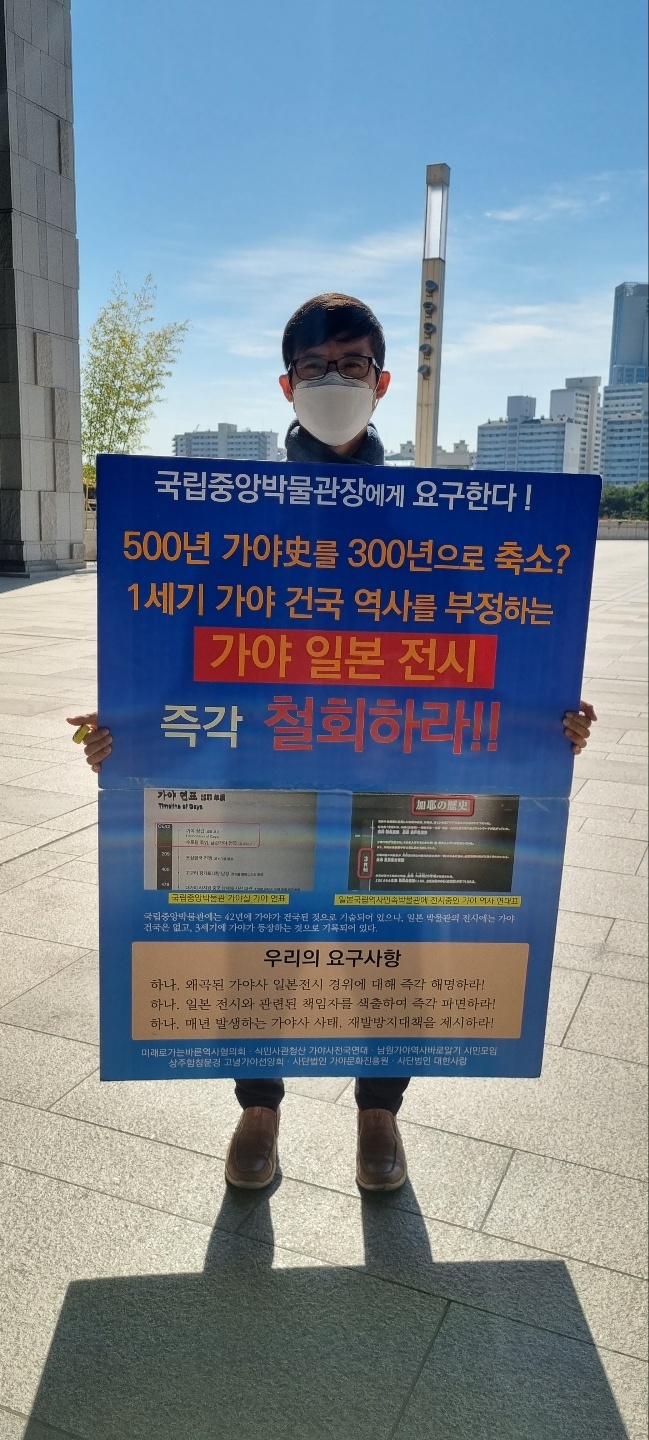 국립중앙박물관장에게 요구한다!
500년 가야史를 300년으로 축소?
1세기 가야 건국 역사를 부정하는
가야 일본 전시
즉각 철회하라!!
가야 연표
Timeline of Gaya
加耶の歴史
국립중앙박물관 가야실 가야 연표
일본국립역사민속박물관에 전시중인 가야 역사 연대표
국립중앙박물관에는 42년에 가야가 건국된 것으로 기술되어 있으나, 일본 박물관의 전시에는 가야
건국은 없고, 3세기에 가야가 등장하는 것으로 기록되어 있다.
우리의 요구사항
하나. 왜곡된 가야사 일본전시 경위에 대해 즉각 해명하라!
하나. 일본 전시와 관련된 책임자를 색출하여 즉각 파면하라!
하나. 매년 발생하는 가야사 사태, 재발방지대책을 제시하라!
미래로가는바른역사협의회 · 식민사관청산 가야사전국연대 · 남원가야역사바로알기 시민모임
상주함창문경 고녕가야선양회 · 사단법인 가야문화진흥원 · 사단법인 대한사랑